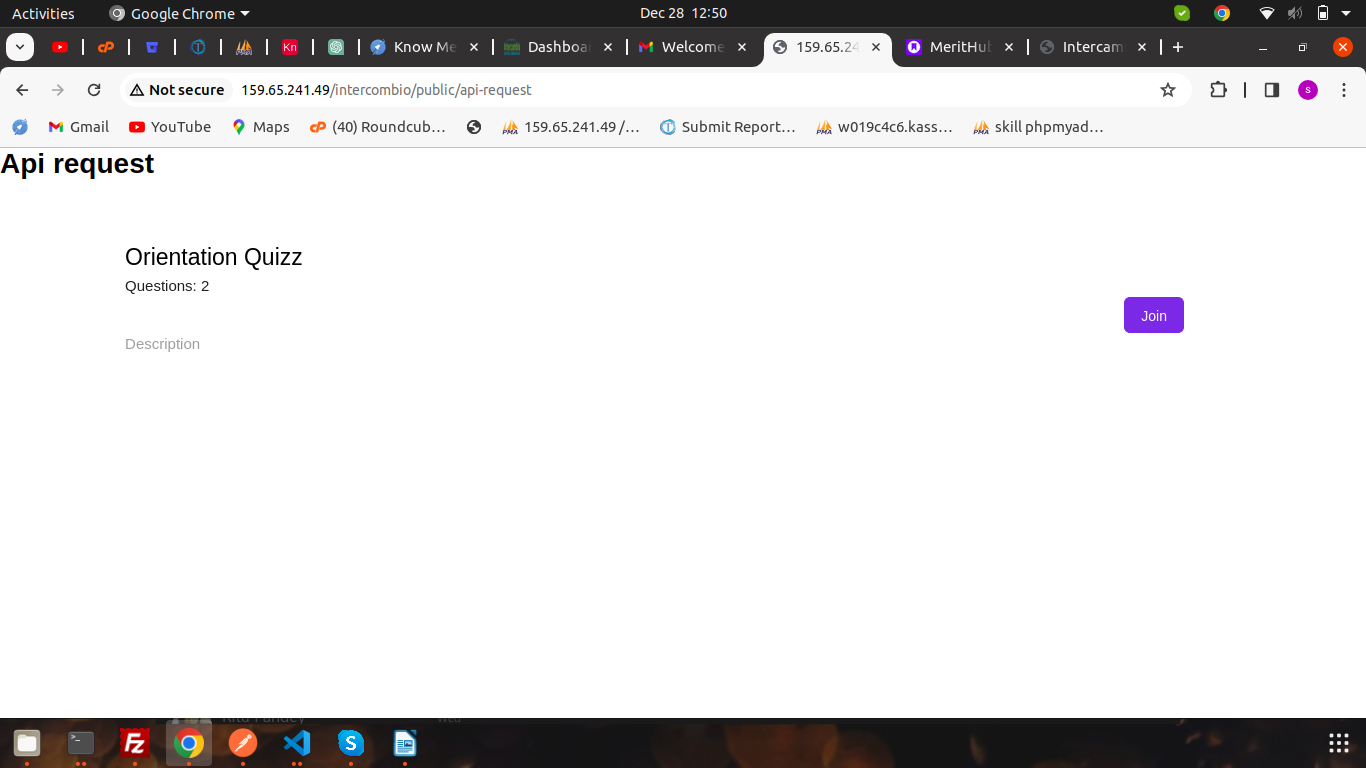 Activities
Google Chrome
Dec 28 12:50
Know Me
Dashboa
Welcome
159.65.24
MeritHu
Intercam
Not secure
159.65.241.49/intercombio/public/api-request
Gmail
YouTube
Maps
(40) Roundcub…
159.65.241.49 /…
Submit Report…
w019c4c6.kass…
skill phpmyad…
Api request
Orientation Quizz
Questions: 2
Join
Description